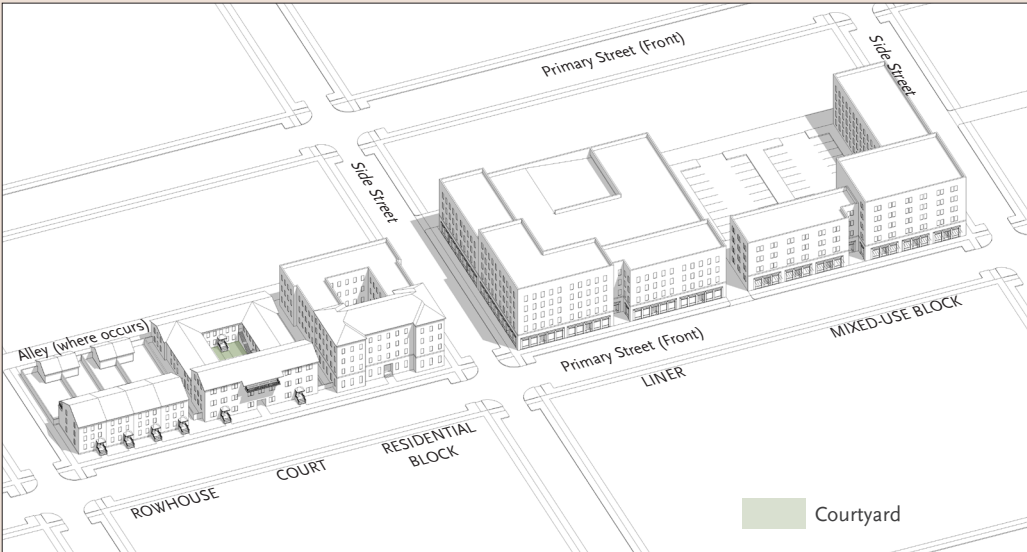 Primary Street (Front)
Side Street
Side Street
Alley (where occurs)
Primary Street (Front)
MIXED-USE BLOCK
LINER
RESIDENTIAL
BLOCK
COURT
ROWHOUSE
Courtyard